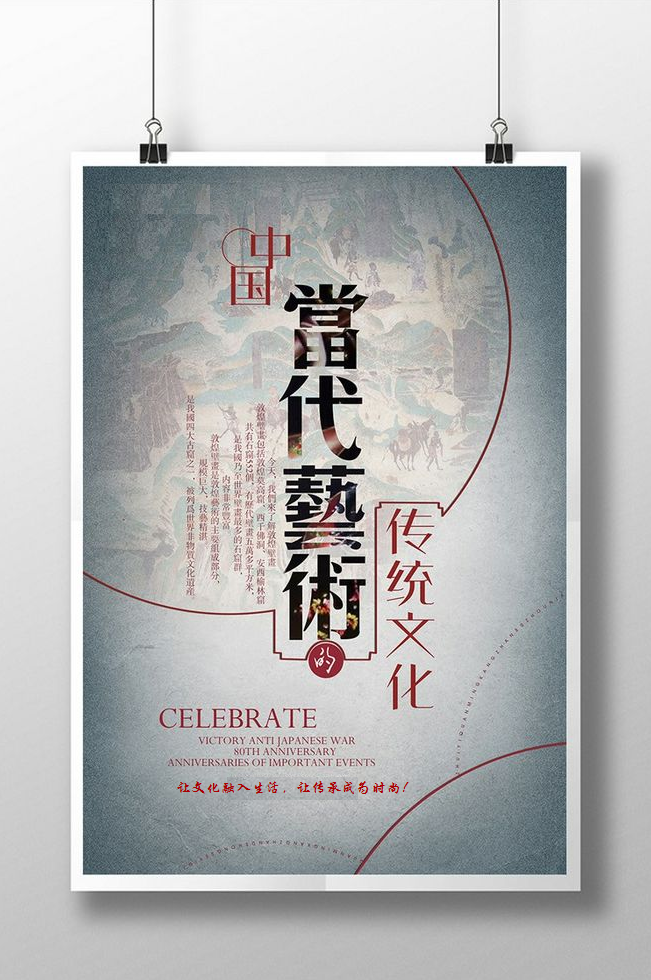 中国
當代藝術
的
传统文化
今天，我們來了解敦煌壁畫
敦煌壁畫包括敦煌莫高窟、西千佛洞、安西榆林窟
共有石窟552個，有歷代壁畫五萬多平方米，
是我國乃至世界壁畫最多的石窟群，
内容非常豐富
敦煌壁畫是敦煌藝術的主要組成部分，
規模巨大，技藝精湛
是我國四大古窟之一、被列爲世界非物質文化遺産
CELEBRATE
VICTORY ANTI JAPANESE WAR
80TH ANNIVERSARY
ANNIVERSARIES OF IMPORTANT EVENTS
让文化融入生活，让传承成为时尚！